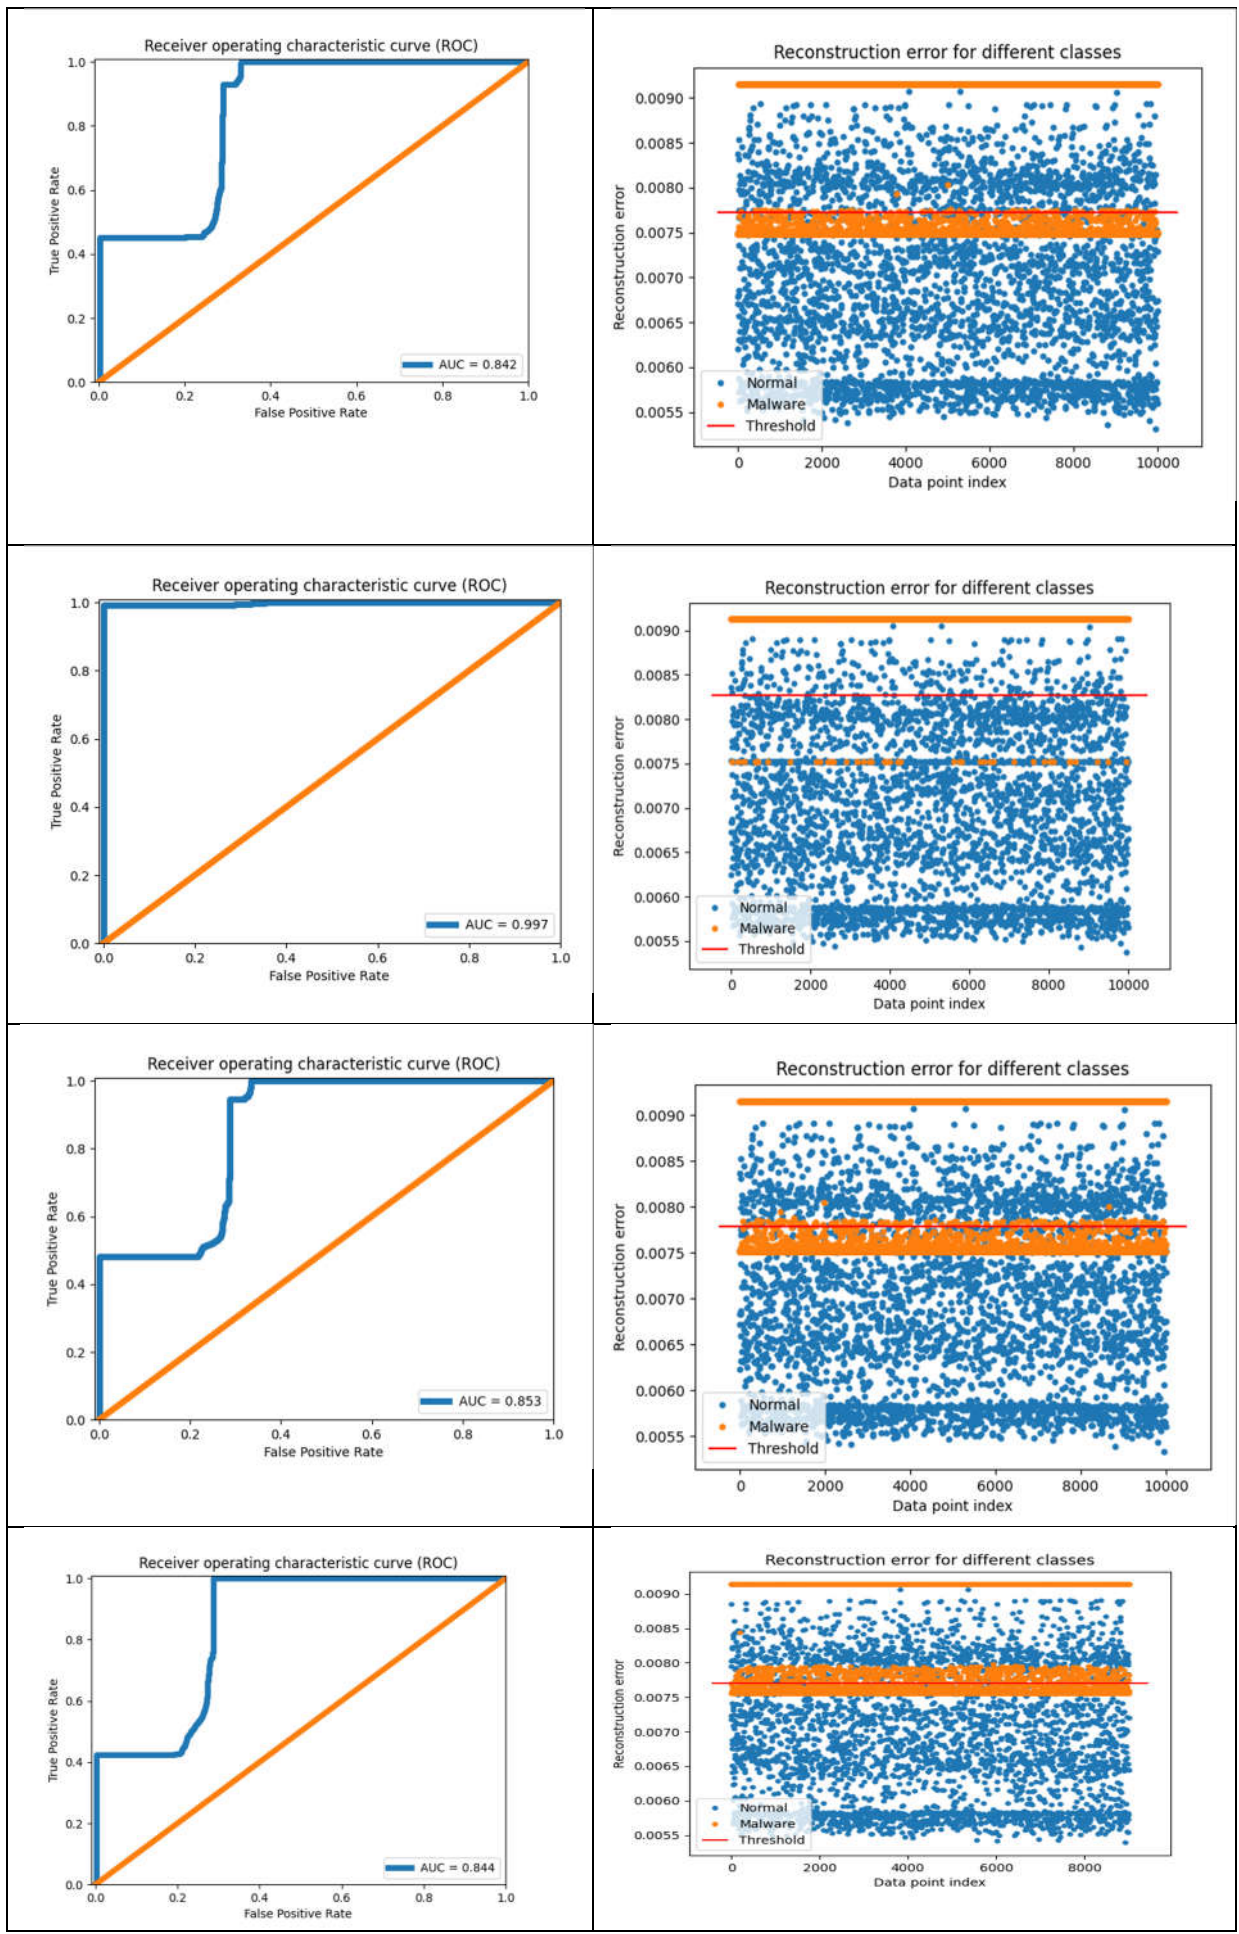 Receiver operating characteristic curve (ROC)
1.0
0.8
0.6
0.4
0.2
0.0
True Positive Rate
0.0 0.2 0.4 0.6 0.8 1.0
False Positive Rate
AUC = 0.842
Reconstruction error for different classes
0.0090
0.0085
0.0080
0.0075
0.0070
0.0065
0.0060
0.0055
Reconstruction error
Normal
Malware
Threshold
0 2000 4000 6000 8000 10000
Data point index
Receiver operating characteristic curve (ROC)
1.0
0.8
0.6
0.4
0.2
0.0
True Positive Rate
0.0 0.2 0.4 0.6 0.8 1.0
False Positive Rate
AUC = 0.997
Reconstruction error for different classes
0.0090
0.0085
0.0080
0.0075
0.0070
0.0065
0.0060
0.0055
Reconstruction error
Normal
Malware
Threshold
0 2000 4000 6000 8000 10000
Data point index
Receiver operating characteristic curve (ROC)
1.0
0.8
0.6
0.4
0.2
0.0
True Positive Rate
0.0 0.2 0.4 0.6 0.8 1.0
False Positive Rate
AUC = 0.853
Reconstruction error for different classes
0.0090
0.0085
0.0080
0.0075
0.0070
0.0065
0.0060
0.0055
Reconstruction error
Normal
Malware
Threshold
0 2000 4000 6000 8000 10000
Data point index
Receiver operating characteristic curve (ROC)
1.0
0.8
0.6
0.4
0.2
0.0
True Positive Rate
0.0 0.2 0.4 0.6 0.8 1.0
False Positive Rate
AUC = 0.844
Reconstruction error for different classes
0.0090
0.0085
0.0080
0.0075
0.0070
0.0065
0.0060
0.0055
Reconstruction error
Normal
Malware
Threshold
0 2000 4000 6000 8000
Data point index